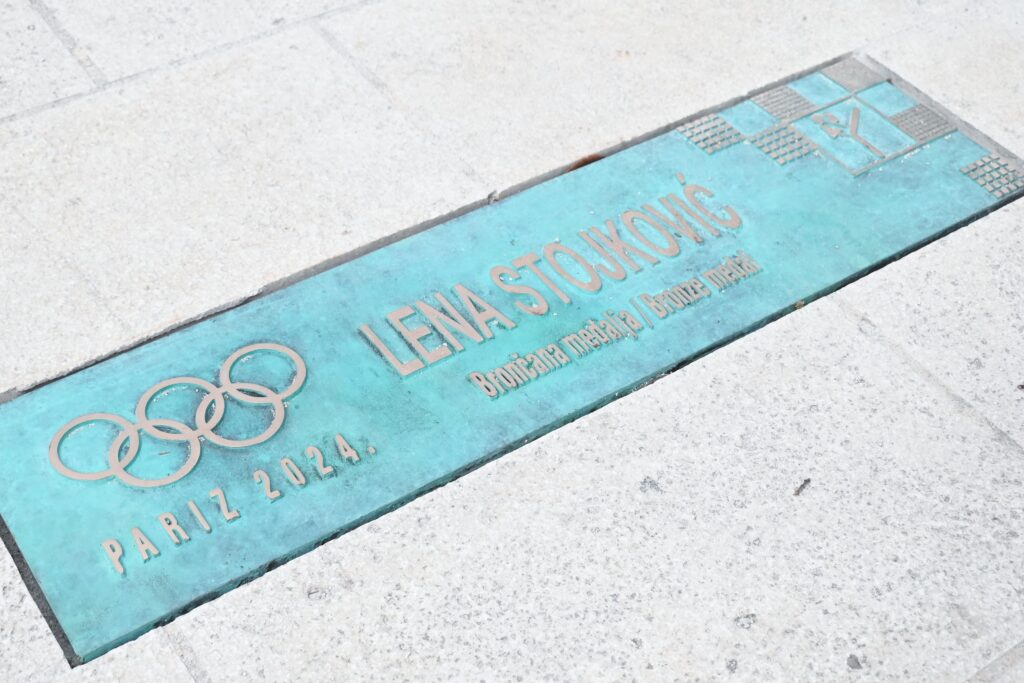 LENA STOJKOVIĆ
Brončana medalja / Bronze medal
PARIZ 2024.